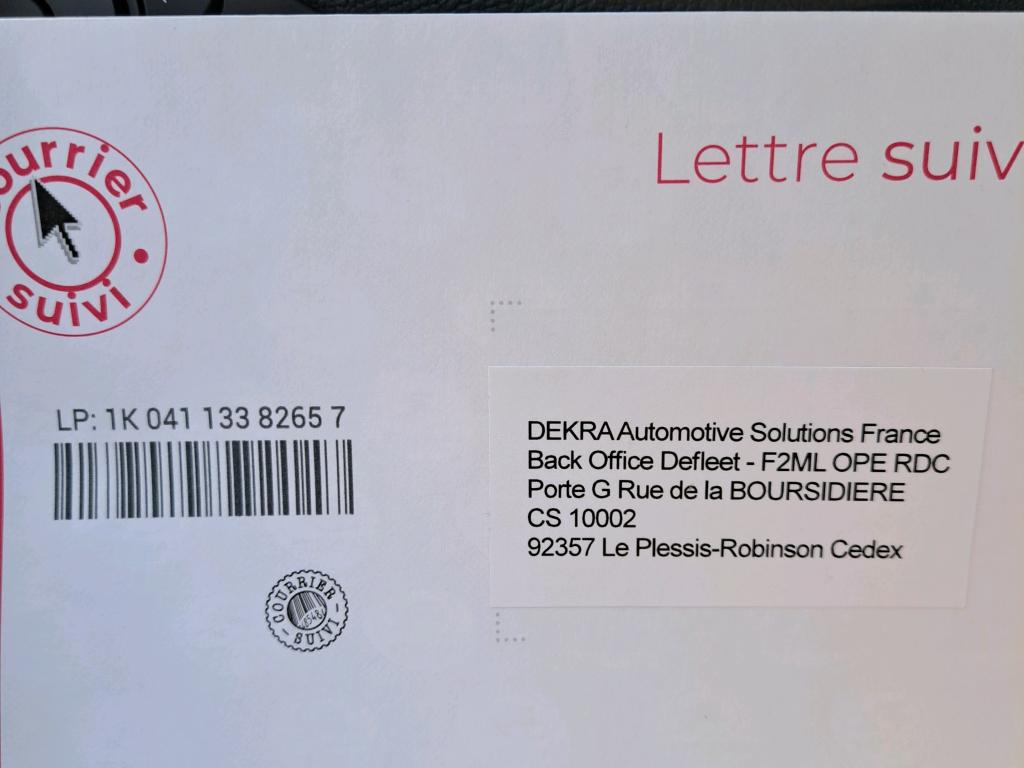 Lettre suiv
ourrier
suivi
LP: 1K 041 133 8265 7
DEKRA Automotive Solutions France
Back Office Defleet - F2ML OPE RDC
Porte G Rue de la BOURSIDIERE
CS 10002
92357 Le Plessis-Robinson Cedex
COURRIER
SUIVI